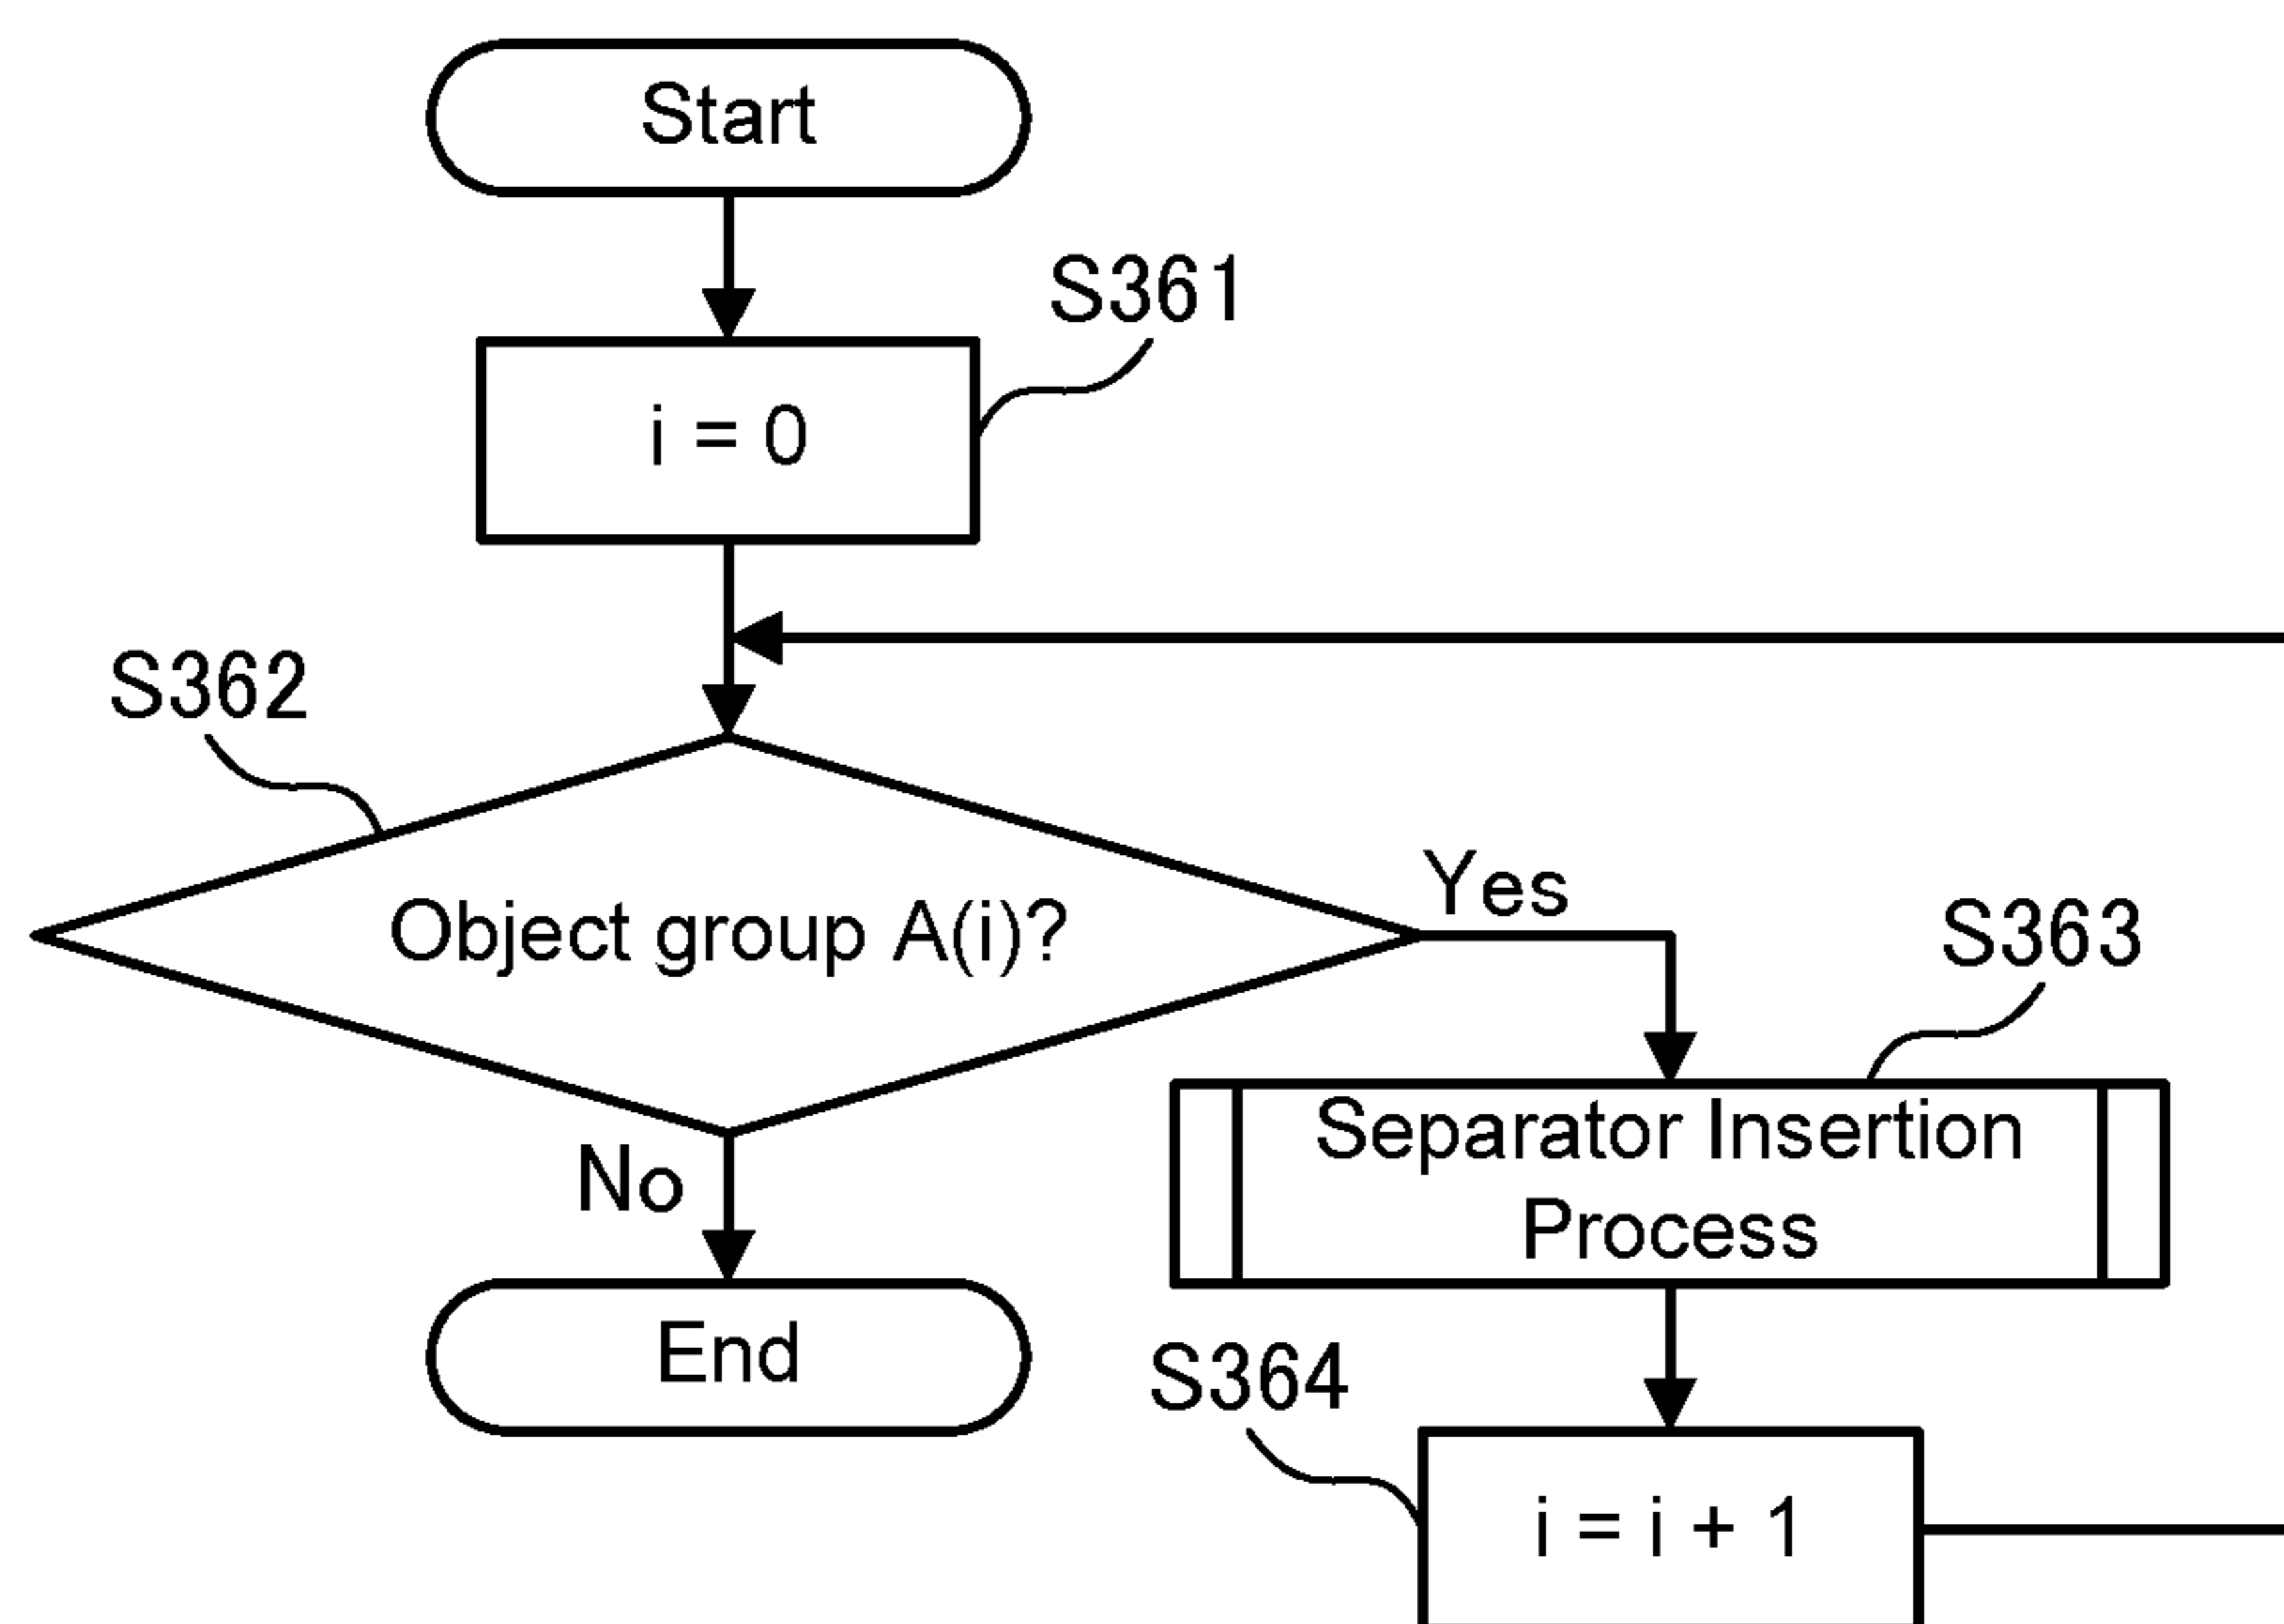 Start
S361
i = 0
S362
Object group A(i)?
Yes
S363
Separator Insertion
Process
No
End
S364
i = i + 1